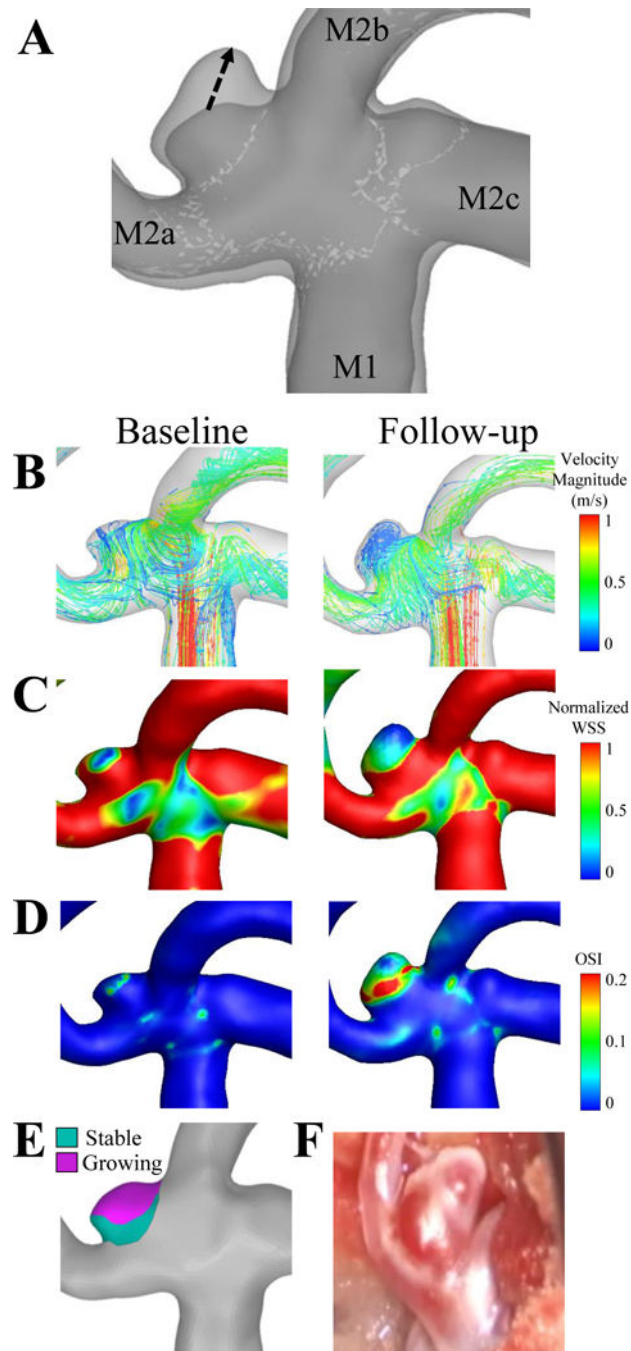 A
M2b
M2a
M2c
M1
Baseline
Follow-up
B
Velocity
Magnitude
(m/s)
1
0.5
0
C
Normalized
WSS
1
0.5
0
D
OSI
0.2
0.1
0
E
Stable
Growing
F